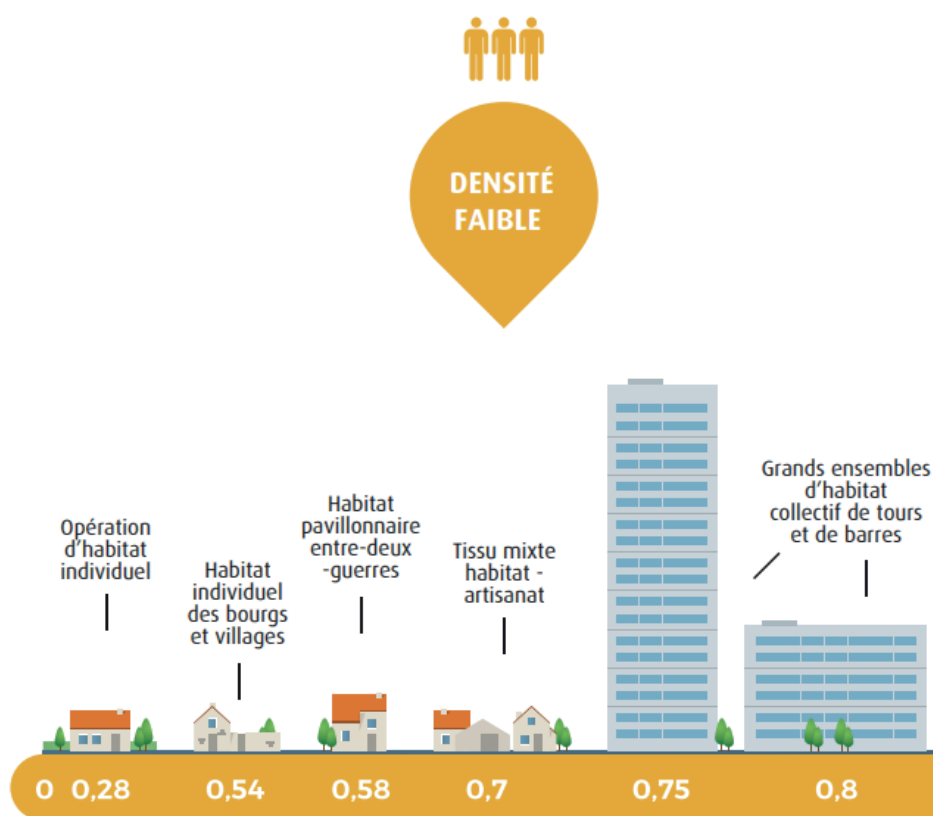 DENSITÉ
FAIBLE
Opération
d'habitat
individuel
Habitat
individuel
des bourgs
et villages
Habitat
pavillonnaire
entre-deux
-guerres
Tissu mixte
habitat -
artisanat
Grands ensembles
d'habitat
collectif de tours
et de barres
0 0,28 0,54 0,58 0,7 0,75 0,8